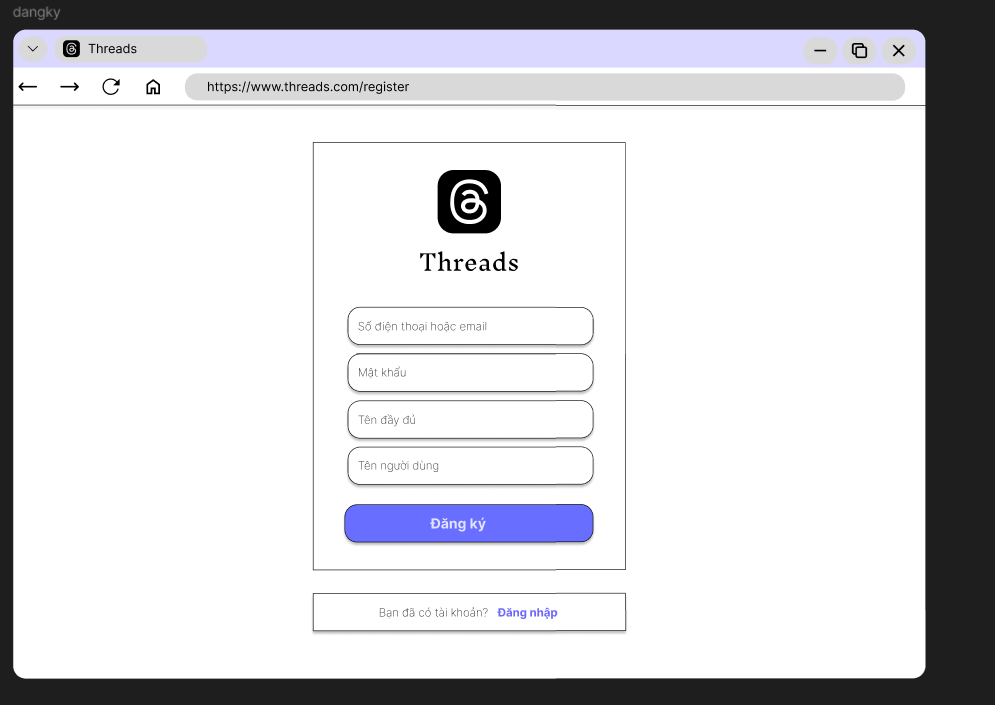 dangky
Threads
https://www.threads.com/register
Threads
Số điện thoại hoặc email
Mật khẩu
Tên đầy đủ
Tên người dùng
Đăng ký
Bạn đã có tài khoản? Đăng nhập